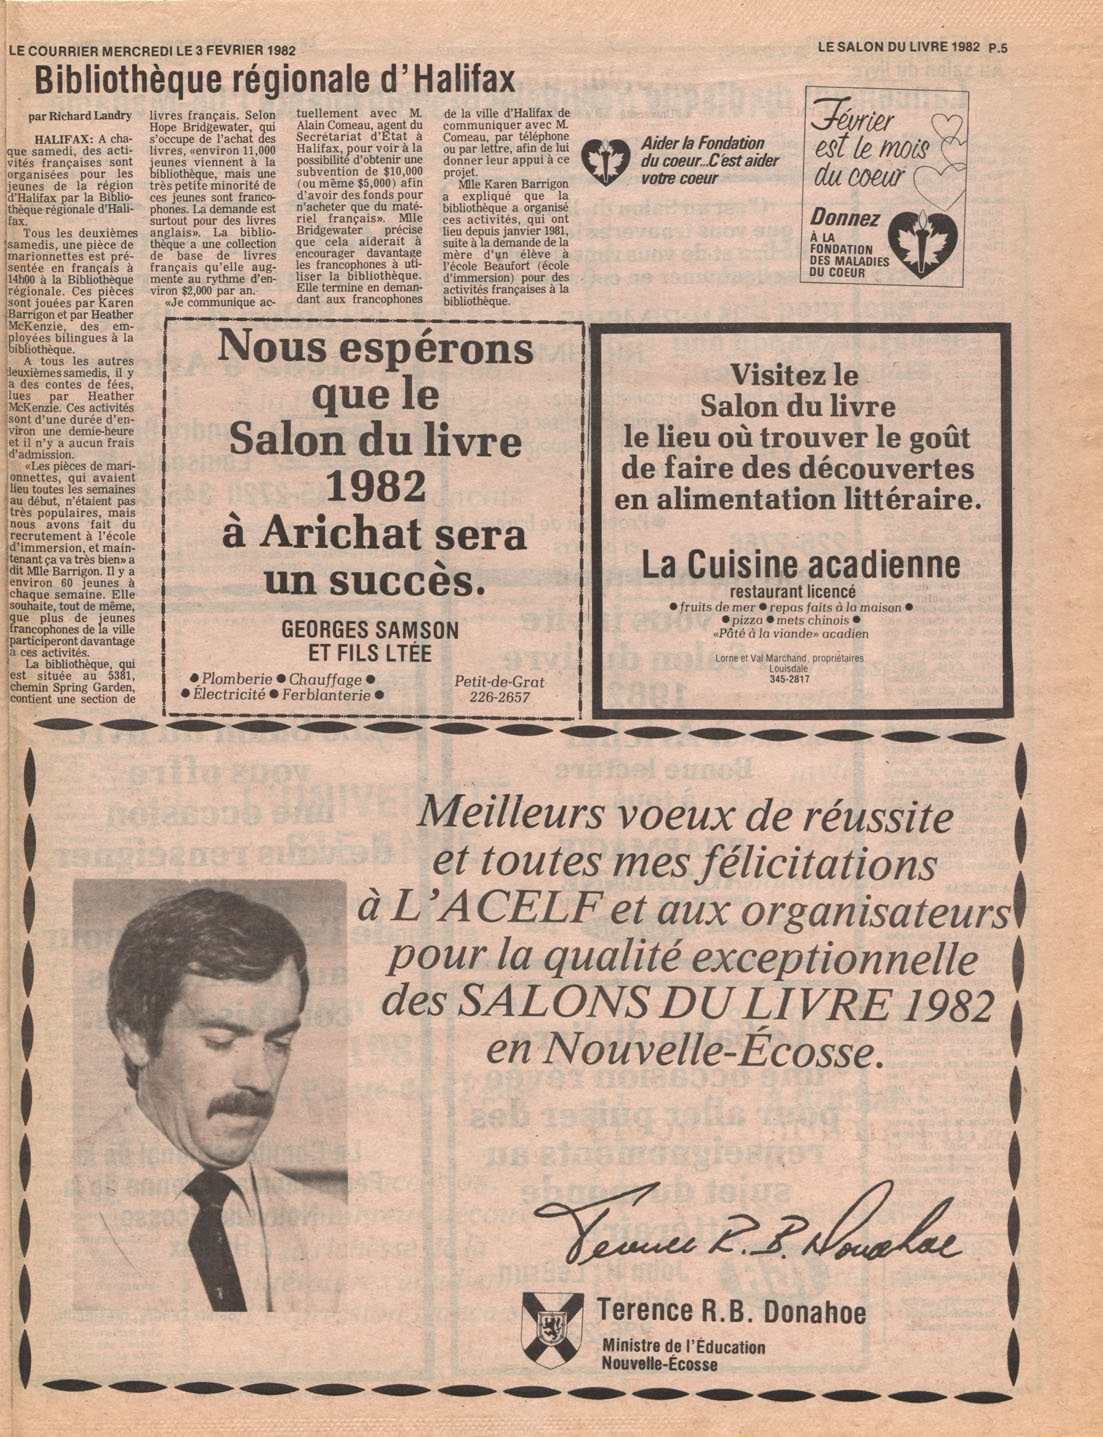 LE COURRIER MERCREDI LE 3 FEVRIER 1982
LE SALON DU LIVRE 1982 P.5
Bibliothèque régionale d'Halifax
par Richard Landry
HALIFAX: A cha-
que samedi, des acti-
vités françaises sont
organisées pour les
jeunes de la région
d'Halifax par la Biblio-
thèque régionale d'Hali-
fax.
Tous les deuxièmes
samedis, une pièce de
marionnettes est pré-
sentée en français à
14h00 à la Bibliothèque
régionale. Ces pièces
sont jouées par Karen
Barrigon et par Heather
McKenzie, des em-
ployées bilingues à la
bibliothèque.
A tous les autres
deuxièmes samedis, il y
a des contes de fées,
lues par Heather
McKenzie. Ces activités
sont d'une durée d'en-
viron une demie-heure
et il n'y a aucun frais
d'admission.
«Les pièces de mari-
onnettes, qui avaient
lieu toutes les semaines
au début, n'étaient pas
très populaires, mais
nous avons fait du
recrutement à l'école
d'immersion, et main-
tenant ça va très bien» a
dit Mlle Barrigon. Il y a
environ 60 jeunes à
chaque semaine. Elle
souhaite, tout de même,
que plus de jeunes
francophones de la ville
participeront davantage
à ces activités.
La bibliothèque, qui
est située au 5381,
chemin Spring Garden,
contient une section de
livres français. Selon
Hope Bridgewater, qui
s'occupe de l'achat des
livres, «environ 11,000
jeunes viennent à la
bibliothèque, mais une
très petite minorité de
ces jeunes sont franco-
phones. La demande est
surtout pour des livres
anglais». La biblio-
thèque a une collection
de base de livres
français qu'elle aug-
mente au rythme d'en-
viron $2,000 par an.
«Je communique ac-
tuellement avec M.
Alain Comeau, agent du
Secrétariat d'État à
Halifax, pour voir à la
possibilité d'obtenir une
subvention de $10,000
(ou même $5,000) afin
d'avoir des fonds pour
n'acheter que du maté-
riel français». Mlle
Bridgewater précise
que cela aiderait à
encourager davantage
les francophones à uti-
liser la bibliothèque.
Elle termine en deman-
dant aux francophones
de la ville d'Halifax de
communiquer avec M.
Comeau, par téléphone
ou par lettre, afin de lui
donner leur appui à ce
projet.
Mlle Karen Barrigon
a expliqué que la
bibliothèque a organisé
ces activités, qui ont
lieu depuis janvier 1981,
suite à la demande de la
mère d'un élève à
l'école Beaufort (école
d'immersion) pour des
activités françaises à la
bibliothèque.
Aider la Fondation
du coeur..C'est aider
votre coeur
Février
est le mois
du coeur
Donnez
À LA
FONDATION
DES MALADIES
DU COEUR
Nous espérons
que le
Salon du livre
1982
à Arichat sera
un succès.
GEORGES SAMSON
ET FILS LTÉE
● Plomberie ● Chauffage ●
● Électricité ● Ferblanterie ●
Petit-de-Grat
226-2657
Visitez le
Salon du livre
le lieu où trouver le goût
de faire des découvertes
en alimentation littéraire.
La Cuisine acadienne
restaurant licencé
● fruits de mer ● repas faits à la maison ●
● pizza ● mets chinois ●
«Pâté à la viande» acadien
Lorne et Val Marchand, propriétaires
Louisdale
345-2817
Meilleurs voeux de réussite
et toutes mes félicitations
à L'ACELF et aux organisateurs
pour la qualité exceptionnelle
des SALONS DU LIVRE 1982
en Nouvelle-Écosse.
Terence R.B. Donahoe
Terence R.B. Donahoe
Ministre de l'Éducation
Nouvelle-Écosse